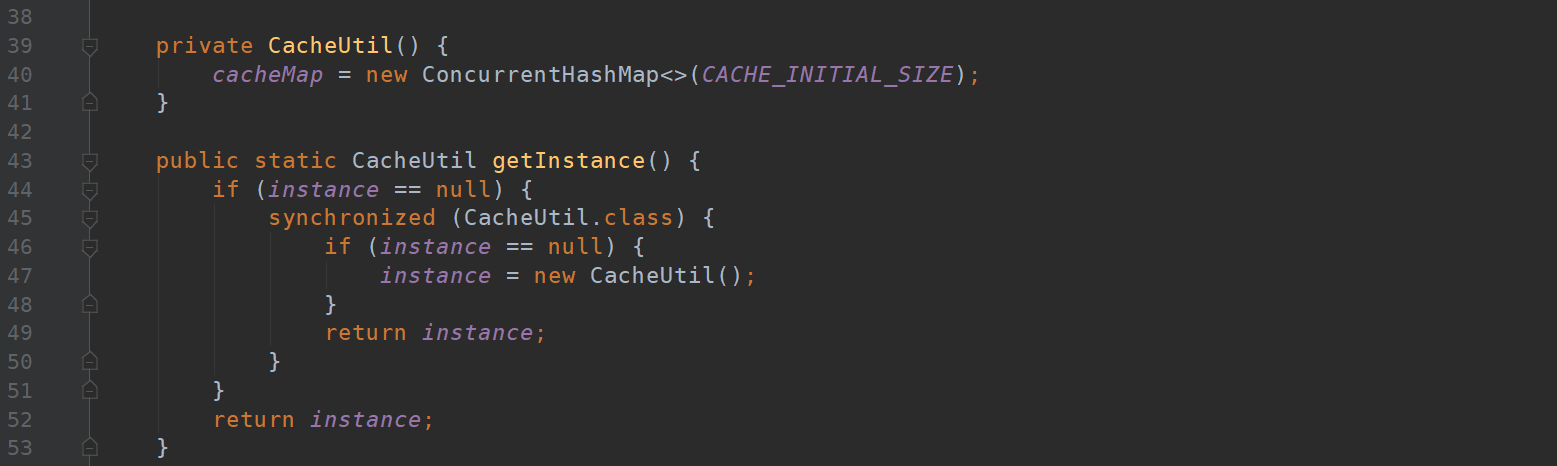 38
39     private CacheUtil() {
40         cacheMap = new ConcurrentHashMap<>(CACHE_INITIAL_SIZE);
41     }
42
43     public static CacheUtil getInstance() {
44         if (instance == null) {
45             synchronized (CacheUtil.class) {
46                 if (instance == null) {
47                     instance = new CacheUtil();
48                 }
49                 return instance;
50             }
51         }
52         return instance;
53     }